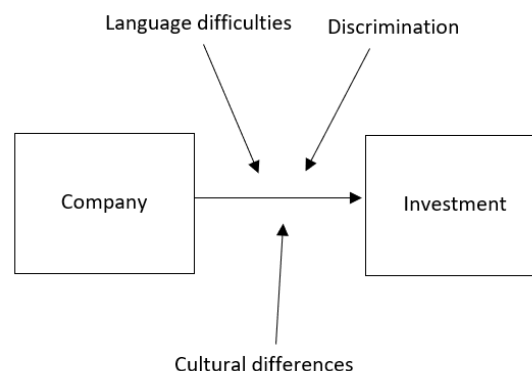 Language difficulties
Discrimination
Company
Investment
Cultural differences